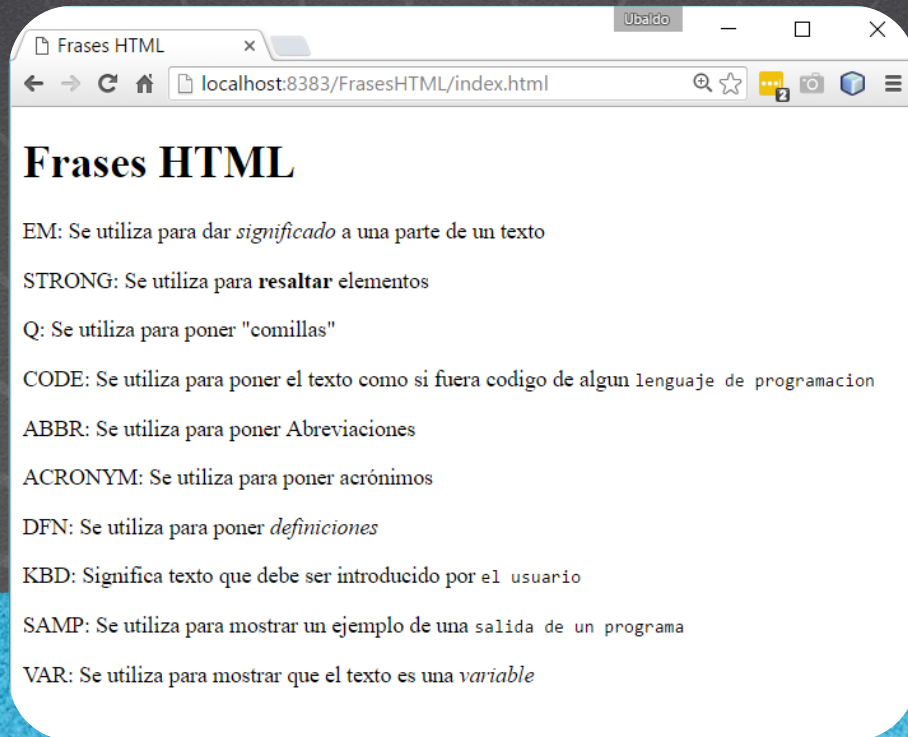 Ubaldo
Frases HTML
localhost:8383/FrasesHTML/index.html
2
Frases HTML
EM: Se utiliza para dar significado a una parte de un texto
STRONG: Se utiliza para resaltar elementos
Q: Se utiliza para poner "comillas"
CODE: Se utiliza para poner el texto como si fuera codigo de algun lenguaje de programacion
ABBR: Se utiliza para poner Abreviaciones
ACRONYM: Se utiliza para poner acrónimos
DFN: Se utiliza para poner definiciones
KBD: Significa texto que debe ser introducido por el usuario
SAMP: Se utiliza para mostrar un ejemplo de una salida de un programa
VAR: Se utiliza para mostrar que el texto es una variable